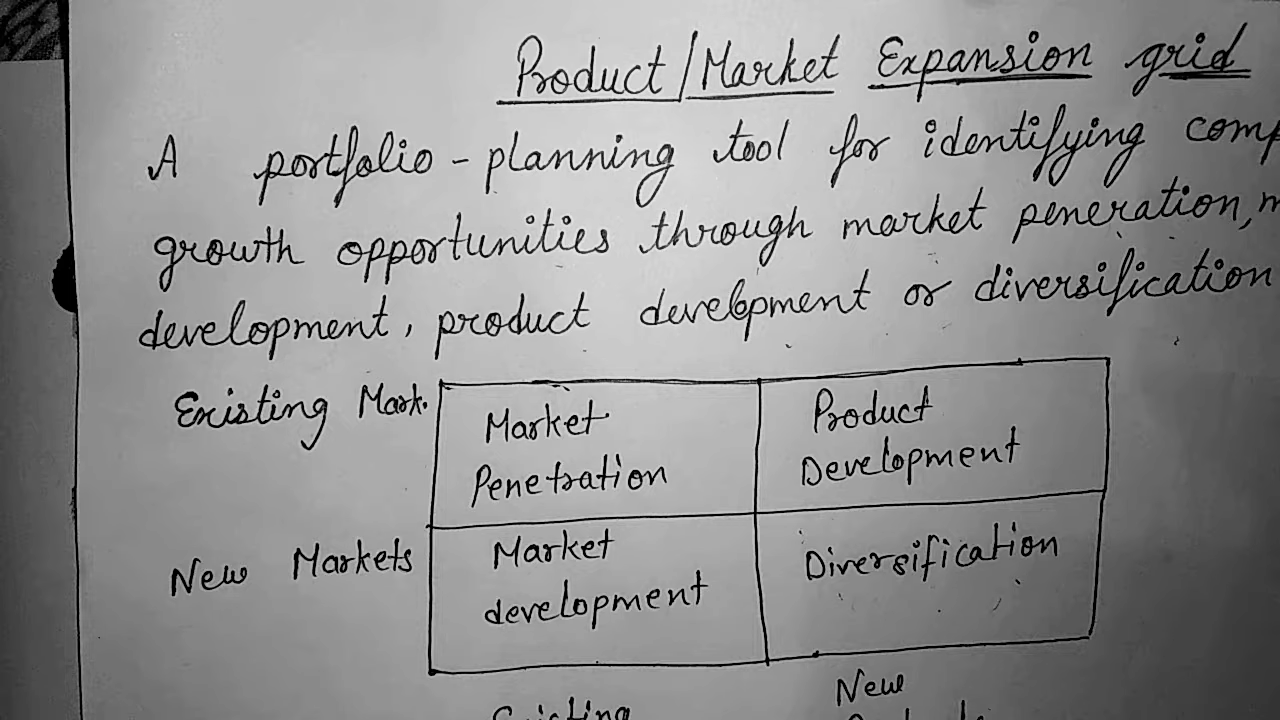 Product/Market Expansion grid
A portfolio-planning tool for identifying comp
growth opportunities through market peneration, m
development, product development or diversification
Existing Mark.
Market
Penetration
Product
Development
New Markets
Market
development
Diversification
Existing
New